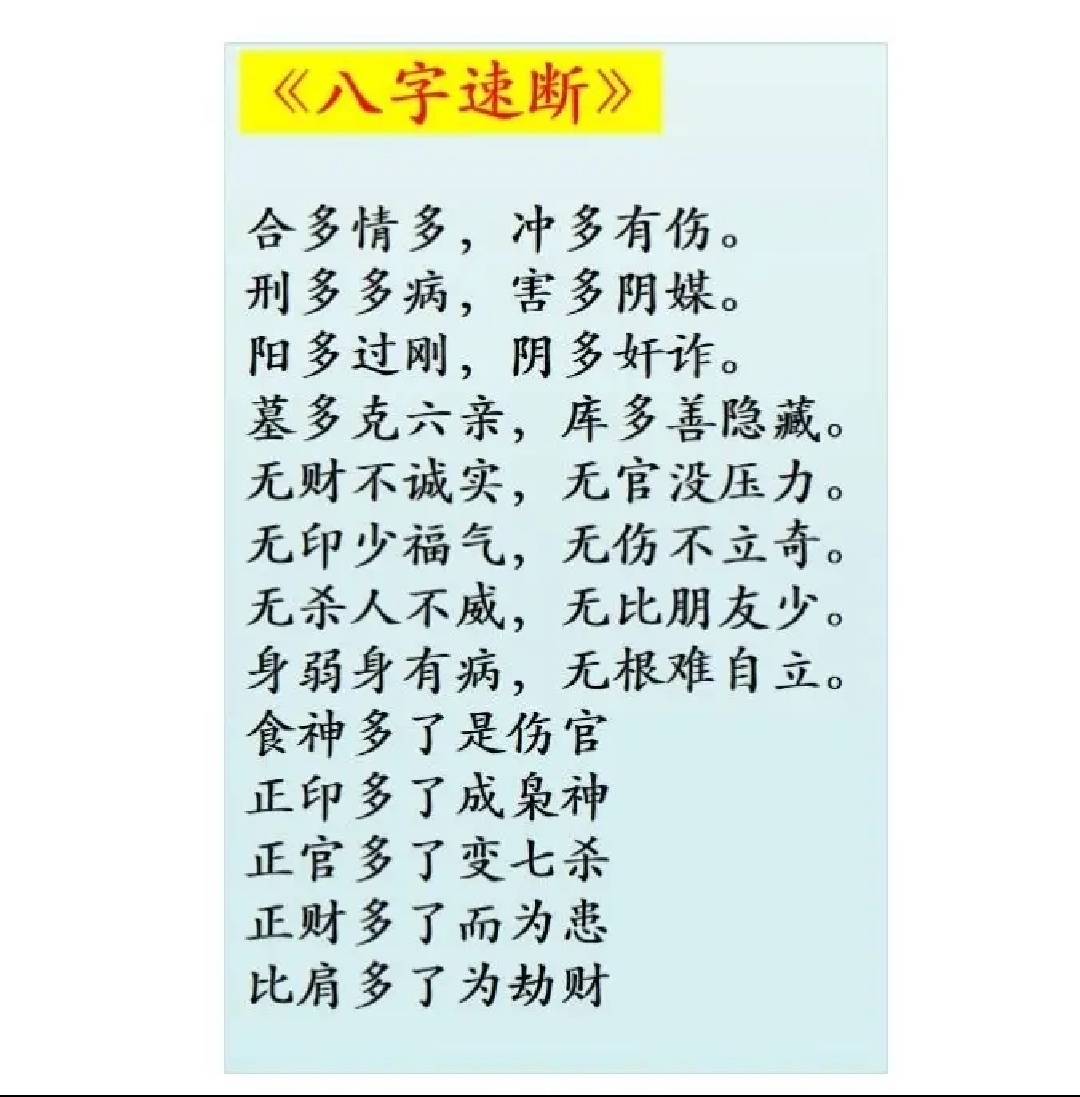 《八字速断》
合多情多，冲多有伤。
刑多多病，害多阴媒。
阳多过刚，阴多奸诈。
墓多克六亲，库多善隐藏。
无财不诚实，无官没压力。
无印少福气，无伤不立奇。
无杀人不威，无比朋友少。
身弱身有病，无根难自立。
食神多了是伤官
正印多了成枭神
正官多了变七杀
正财多了而为患
比肩多了为劫财